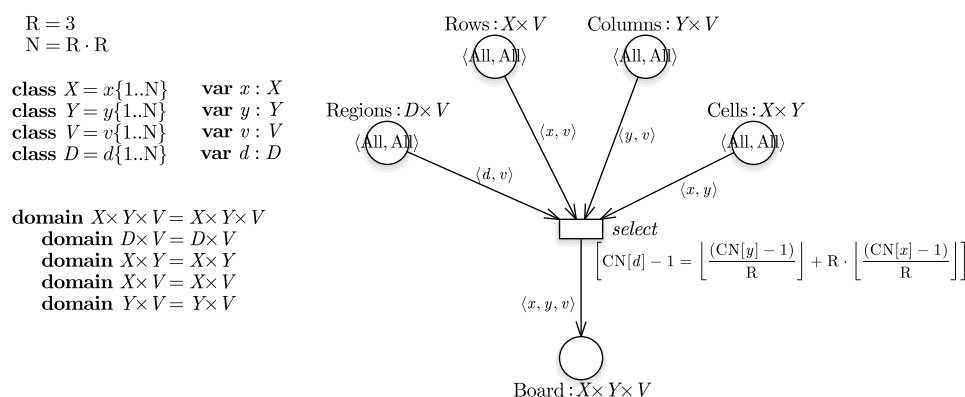 R = 3
N = R · R
class X = x{1..N} var x : X
class Y = y{1..N} var y : Y
class V = v{1..N} var v : V
class D = d{1..N} var d : D
domain X×Y×V = X×Y×V
domain D×V = D×V
domain X×Y = X×Y
domain X×V = X×V
domain Y×V = Y×V
Rows : X×V
⟨All, All⟩
Columns : Y×V
⟨All, All⟩
Regions : D×V
⟨All, All⟩
Cells : X×Y
⟨All, All⟩
⟨x, v⟩
⟨y, v⟩
⟨d, v⟩
⟨x, y⟩
select
[CN[d] − 1 = ⌊(CN[y] − 1)/R⌋ + R · ⌊(CN[x] − 1)/R⌋]
⟨x, y, v⟩
Board : X×Y×V